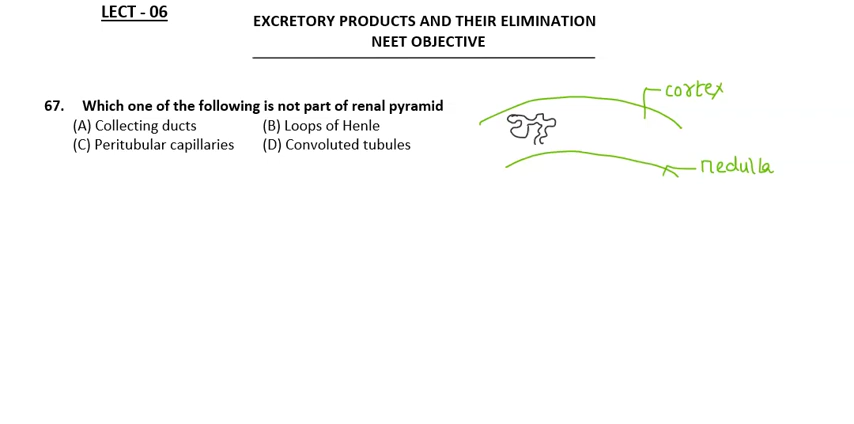 LECT - 06
EXCRETORY PRODUCTS AND THEIR ELIMINATION
NEET OBJECTIVE
67. Which one of the following is not part of renal pyramid
(A) Collecting ducts (B) Loops of Henle
(C) Peritubular capillaries (D) Convoluted tubules
cortex
medulla